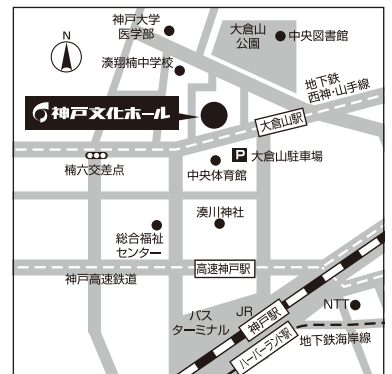 神戸大学
医学部
大倉山
公園
中央図書館
N
湊翔楠中学校
地下鉄
西神・山手線
神戸文化ホール
大倉山駅
P 大倉山駐車場
楠六交差点
中央体育館
湊川神社
総合福祉
センター
高速神戸駅
神戸高速鉄道
バス
ターミナル
JR
神戸駅
NTT
ハーバーランド駅
地下鉄海岸線